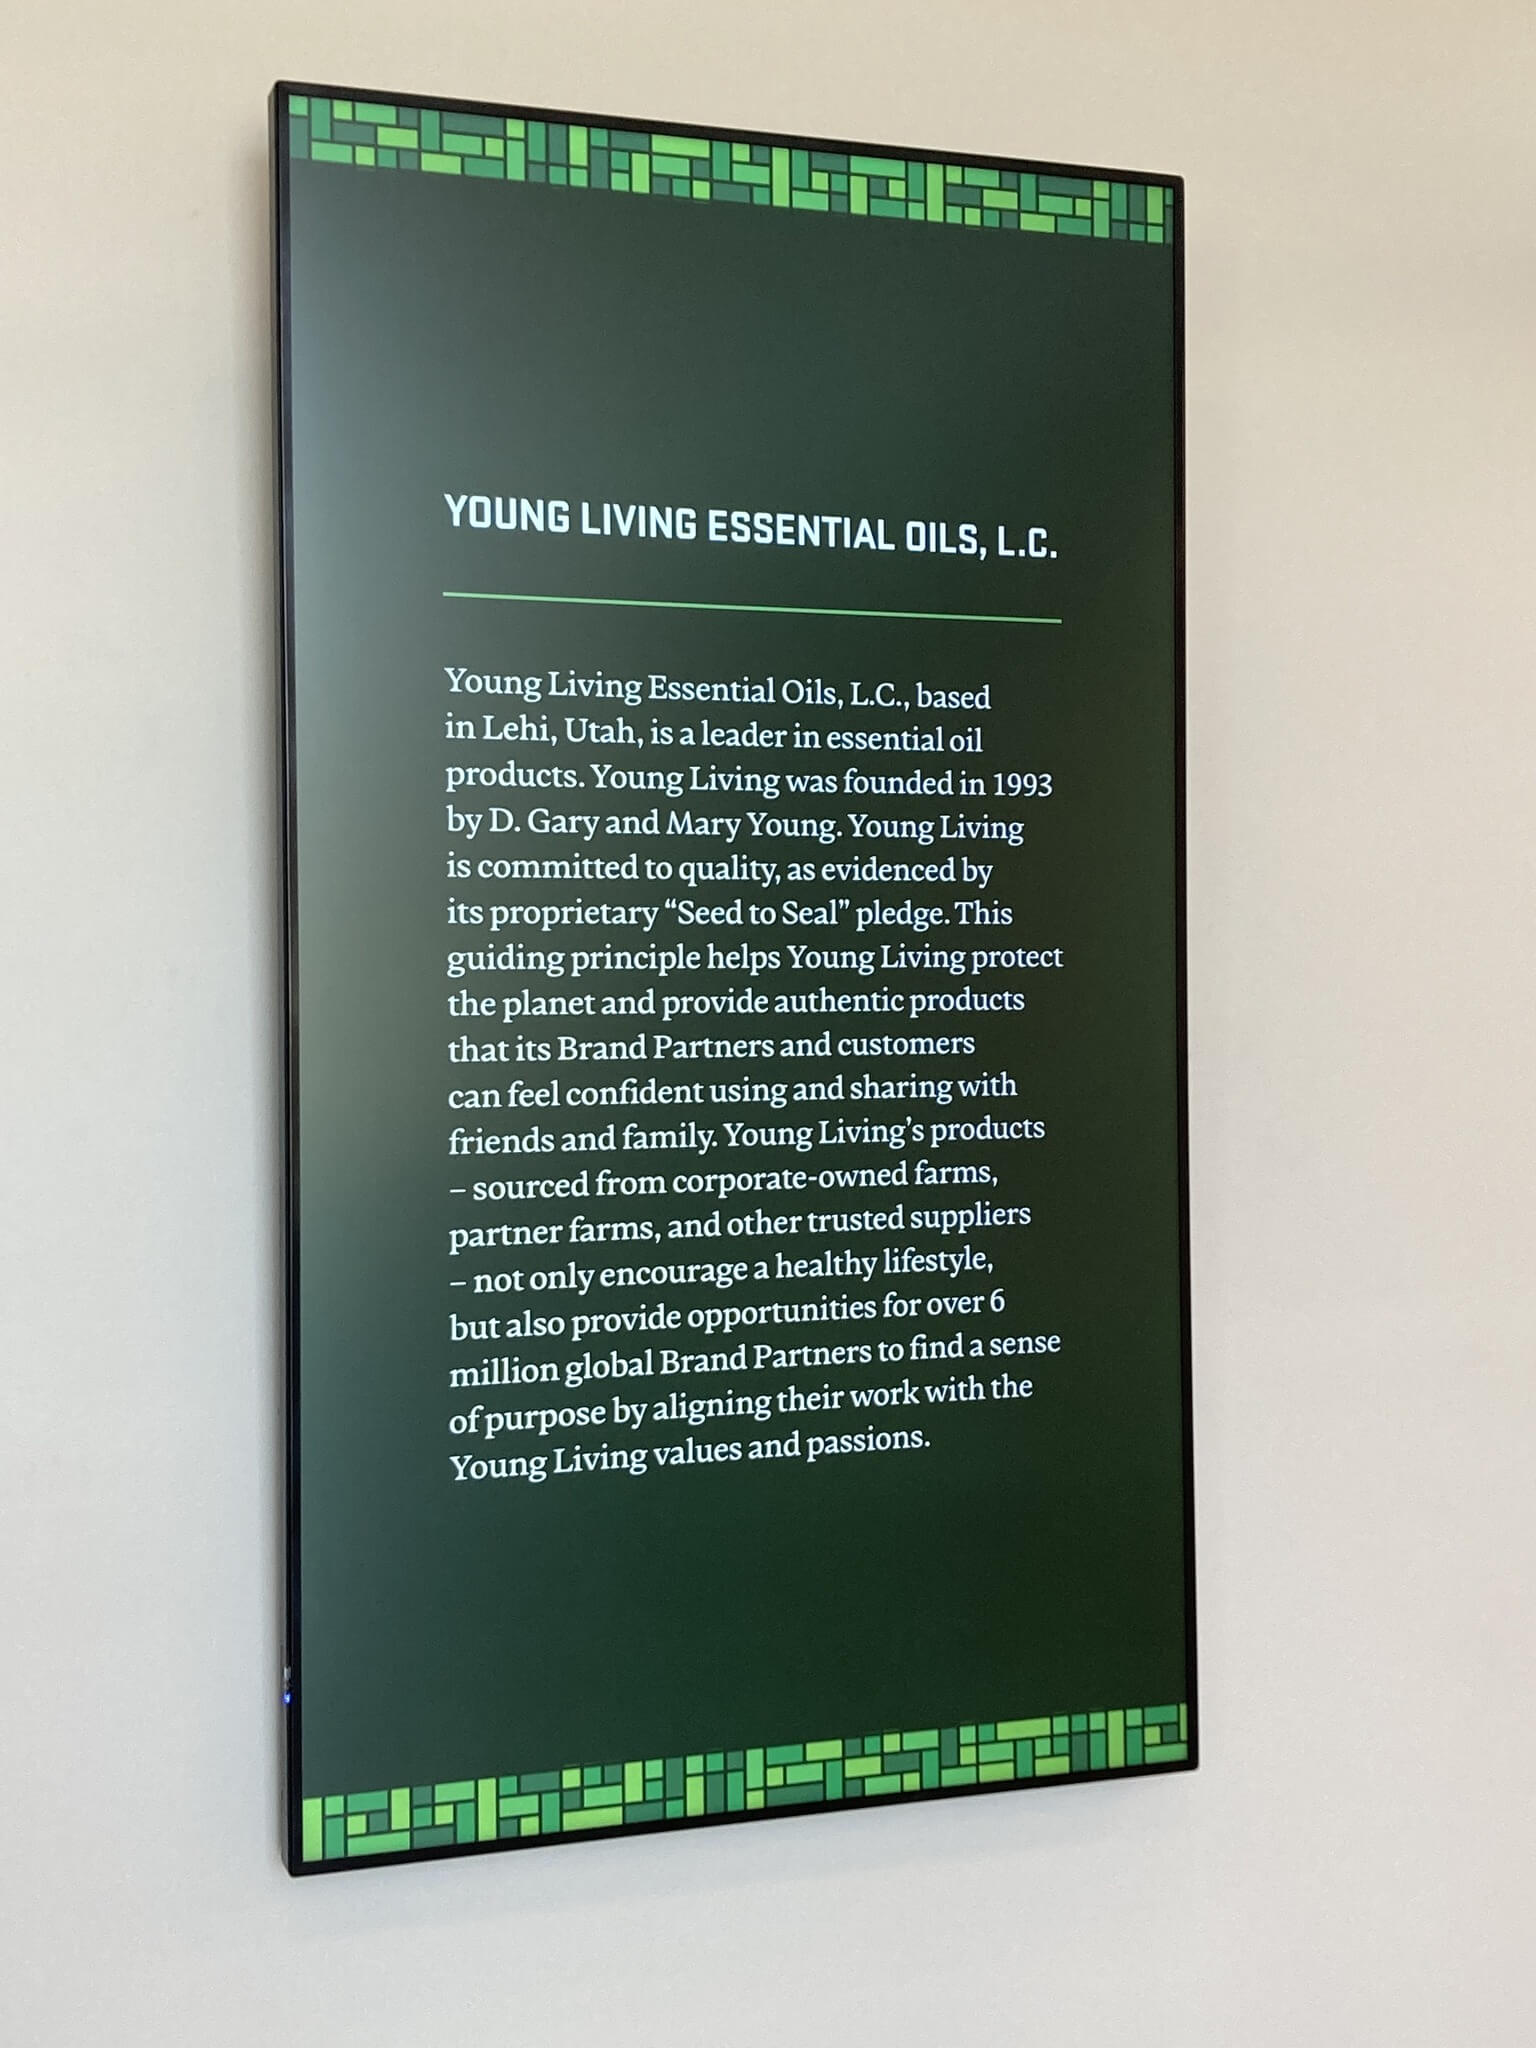 YOUNG LIVING ESSENTIAL OILS, L.C.
Young Living Essential Oils, L.C., based
in Lehi, Utah, is a leader in essential oil
products. Young Living was founded in 1993
by D. Gary and Mary Young. Young Living
is committed to quality, as evidenced by
its proprietary “Seed to Seal” pledge. This
guiding principle helps Young Living protect
the planet and provide authentic products
that its Brand Partners and customers
can feel confident using and sharing with
friends and family. Young Living’s products
– sourced from corporate-owned farms,
partner farms, and other trusted suppliers
– not only encourage a healthy lifestyle,
but also provide opportunities for over 6
million global Brand Partners to find a sense
of purpose by aligning their work with the
Young Living values and passions.